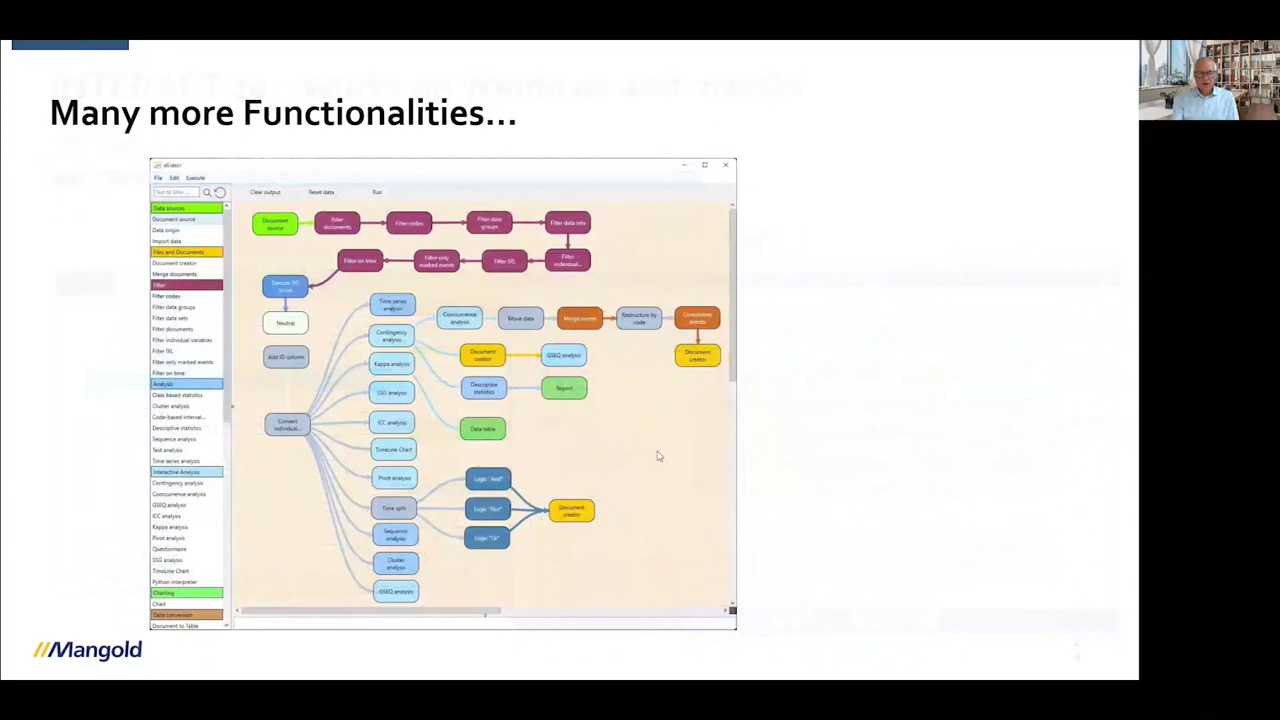 Many more Functionalities...
all.iascr
File Edit Execute
Text to filter ...
Clear output Reset data Run
Data sources
Document source
Data origin
Import data
Files and Documents
Document creator
Merge documents
Filter
Filter codes
Filter data groups
Filter data sets
Filter documents
Filter individual variables
Filter IXL
Filter only marked events
Filter on time
Analysis
Class based statistics
Cluster analysis
Code-based interval...
Descriptive statistics
Sequence analysis
Text analysis
Time series analysis
Interactive Analysis
Contingency analysis
Cooccurrence analysis
GSEQ analysis
ICC analysis
Kappa analysis
Pivot analysis
Questionnaire
SSG analysis
TimeLine Chart
Python interpreter
Charting
Chart
Data conversion
Document to Table
Document
source
Filter
documents
Filter codes
Filter data
groups
Filter data sets
Filter on time
Filter only
marked events
Filter IXL
Filter
individual...
Execute IXL
Script
Neutral
Add ID column
Convert
individual...
Time series
analysis
Contingency
analysis
Kappa analysis
SSG analysis
ICC analysis
TimeLine Chart
Pivot analysis
Time split
Sequence
analysis
Cluster
analysis
GSEQ analysis
Cooccurrence
analysis
Move data
Merge events
Restructure by
code
Consolidate
events
Document
creator
GSEQ analysis
Document
creator
Descriptive
statistics
Report
Data table
Logic "And"
Logic "Not"
Logic "Or"
Document
creator
//Mangold